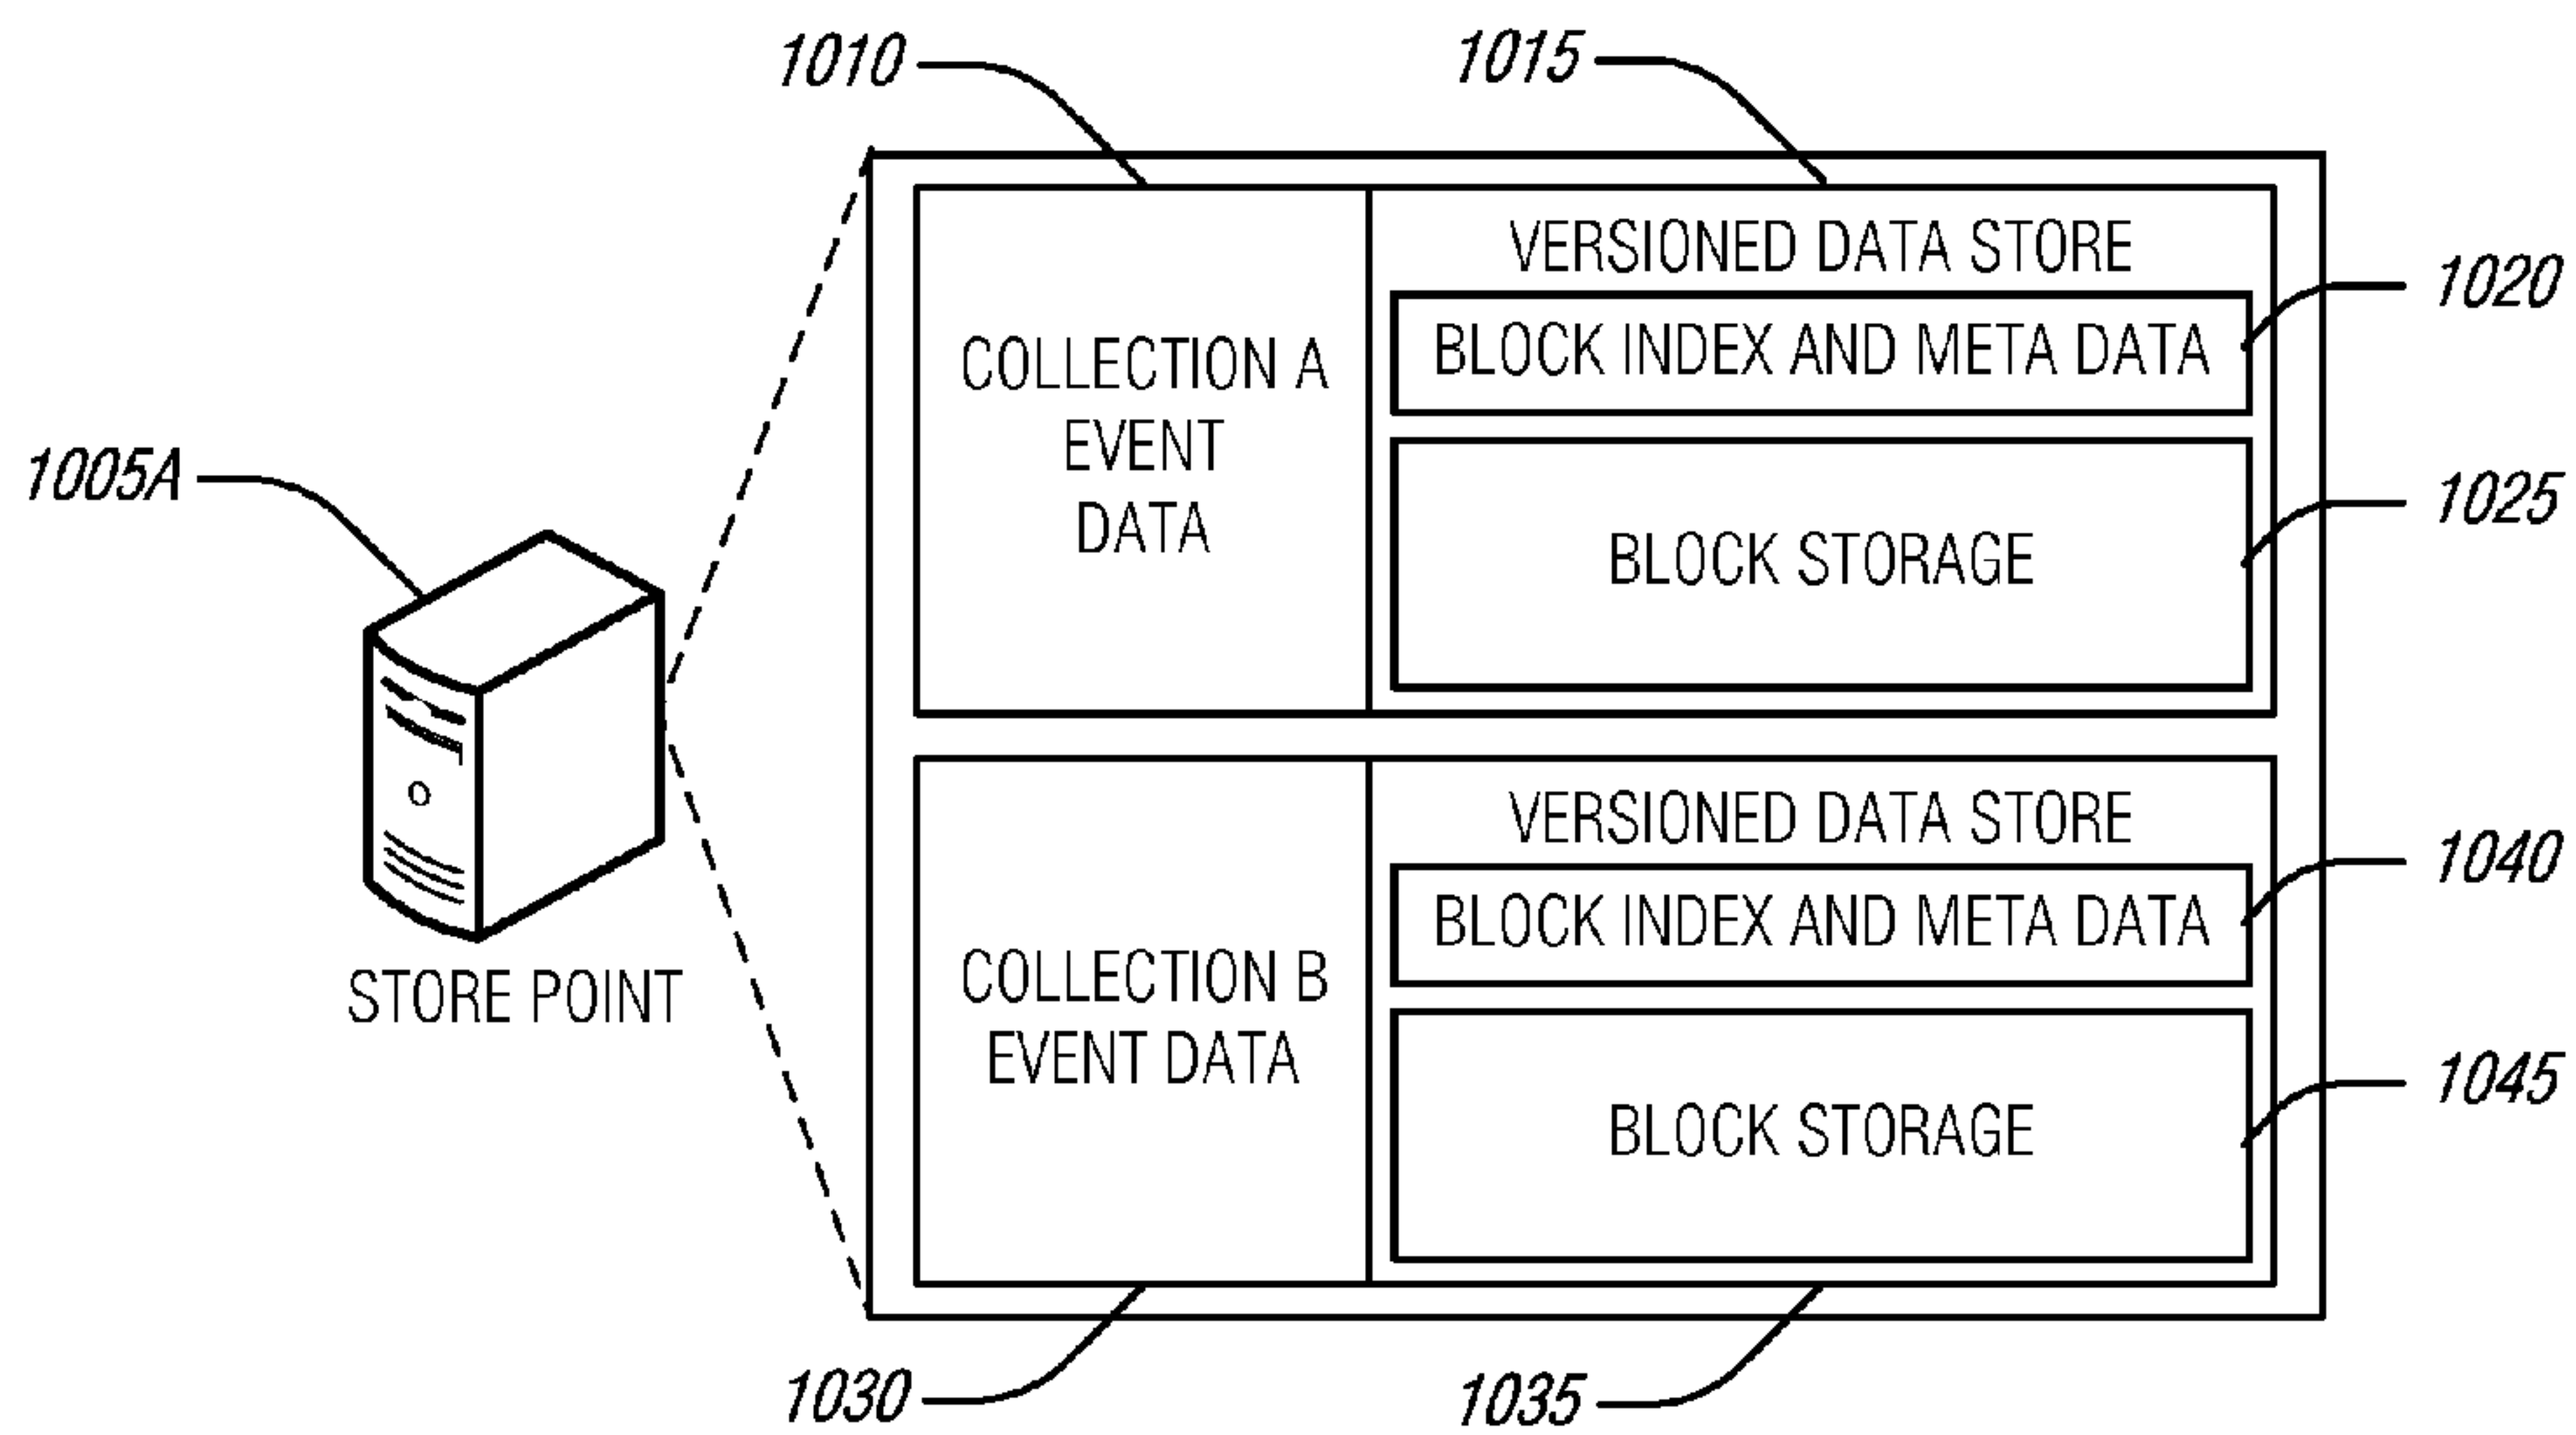 1010
1015
VERSIONED DATA STORE
1020
BLOCK INDEX AND META DATA
COLLECTION A
EVENT
DATA
1005A
1025
BLOCK STORAGE
VERSIONED DATA STORE
1040
BLOCK INDEX AND META DATA
COLLECTION B
EVENT DATA
STORE POINT
1045
BLOCK STORAGE
1030
1035